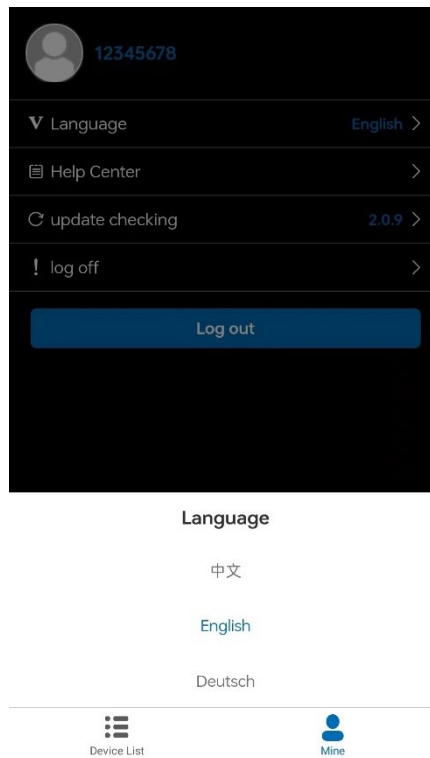 12345678
Language English >
Help Center >
update checking 2.0.9 >
log off >
Log out
Language
中文
English
Deutsch
Device List Mine